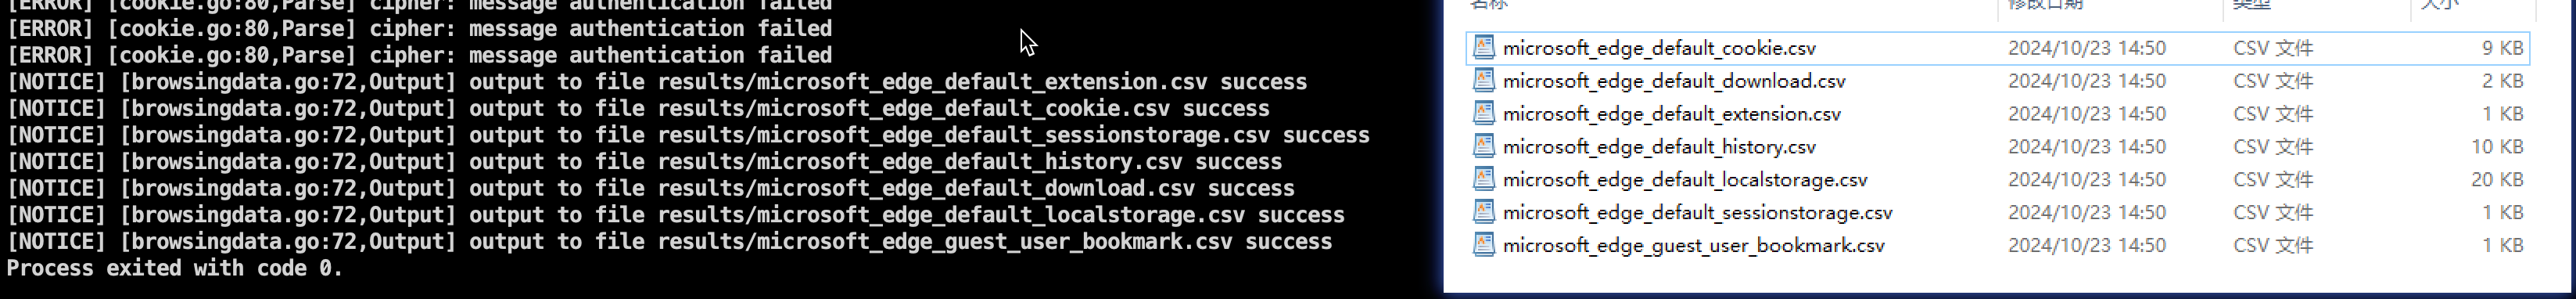 [ERROR] [cookie.go:80,Parse] cipher: message authentication failed
[ERROR] [cookie.go:80,Parse] cipher: message authentication failed
[ERROR] [cookie.go:80,Parse] cipher: message authentication failed
[NOTICE] [browsingdata.go:72,Output] output to file results/microsoft_edge_default_extension.csv success
[NOTICE] [browsingdata.go:72,Output] output to file results/microsoft_edge_default_cookie.csv success
[NOTICE] [browsingdata.go:72,Output] output to file results/microsoft_edge_default_sessionstorage.csv success
[NOTICE] [browsingdata.go:72,Output] output to file results/microsoft_edge_default_history.csv success
[NOTICE] [browsingdata.go:72,Output] output to file results/microsoft_edge_default_download.csv success
[NOTICE] [browsingdata.go:72,Output] output to file results/microsoft_edge_default_localstorage.csv success
[NOTICE] [browsingdata.go:72,Output] output to file results/microsoft_edge_guest_user_bookmark.csv success
Process exited with code 0.
名称 修改日期 类型 大小
microsoft_edge_default_cookie.csv 2024/10/23 14:50 CSV 文件 9 KB
microsoft_edge_default_download.csv 2024/10/23 14:50 CSV 文件 2 KB
microsoft_edge_default_extension.csv 2024/10/23 14:50 CSV 文件 1 KB
microsoft_edge_default_history.csv 2024/10/23 14:50 CSV 文件 10 KB
microsoft_edge_default_localstorage.csv 2024/10/23 14:50 CSV 文件 20 KB
microsoft_edge_default_sessionstorage.csv 2024/10/23 14:50 CSV 文件 1 KB
microsoft_edge_guest_user_bookmark.csv 2024/10/23 14:50 CSV 文件 1 KB